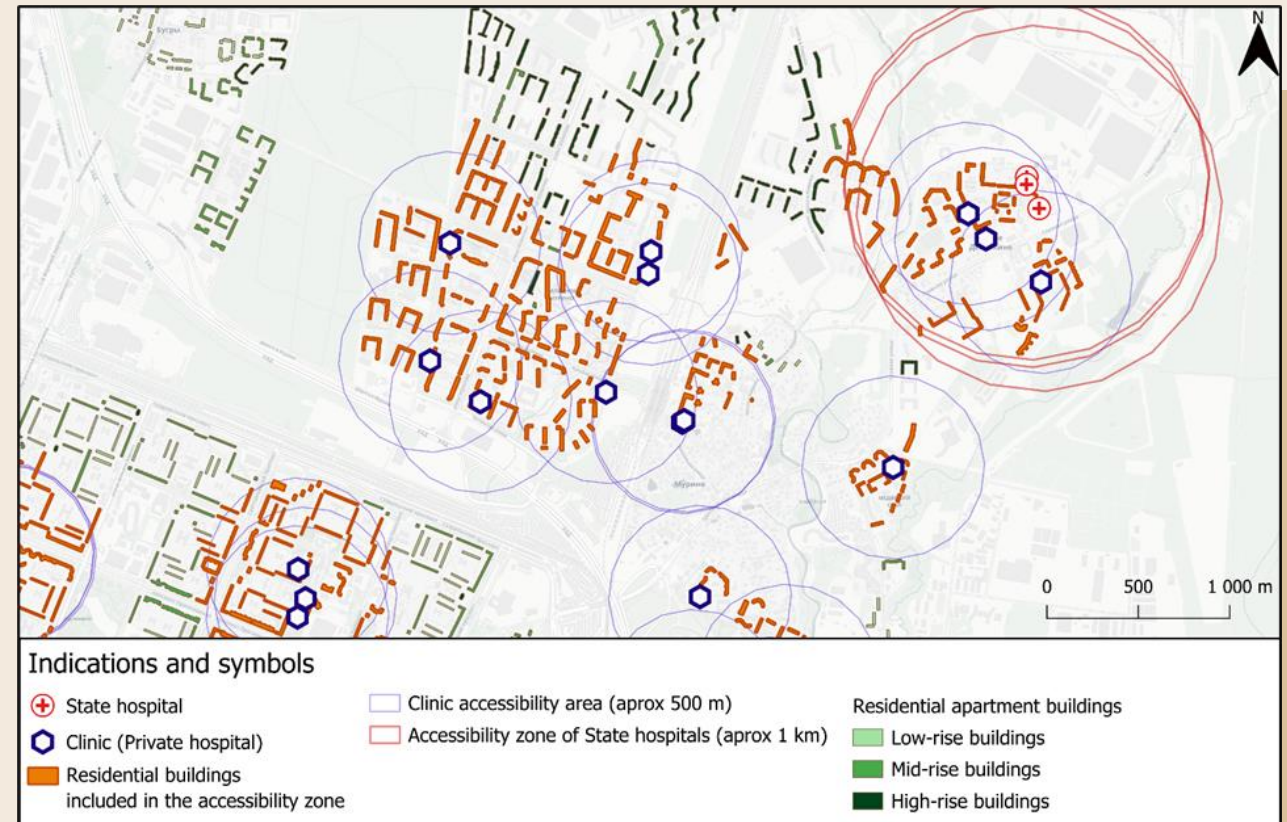 Бугры
N
Мурино
0 500 1 000 m
Indications and symbols
State hospital
Clinic (Private hospital)
Residential buildings
included in the accessibility zone
Clinic accessibility area (aprox 500 m)
Accessibility zone of State hospitals (aprox 1 km)
Residential apartment buildings
Low-rise buildings
Mid-rise buildings
High-rise buildings